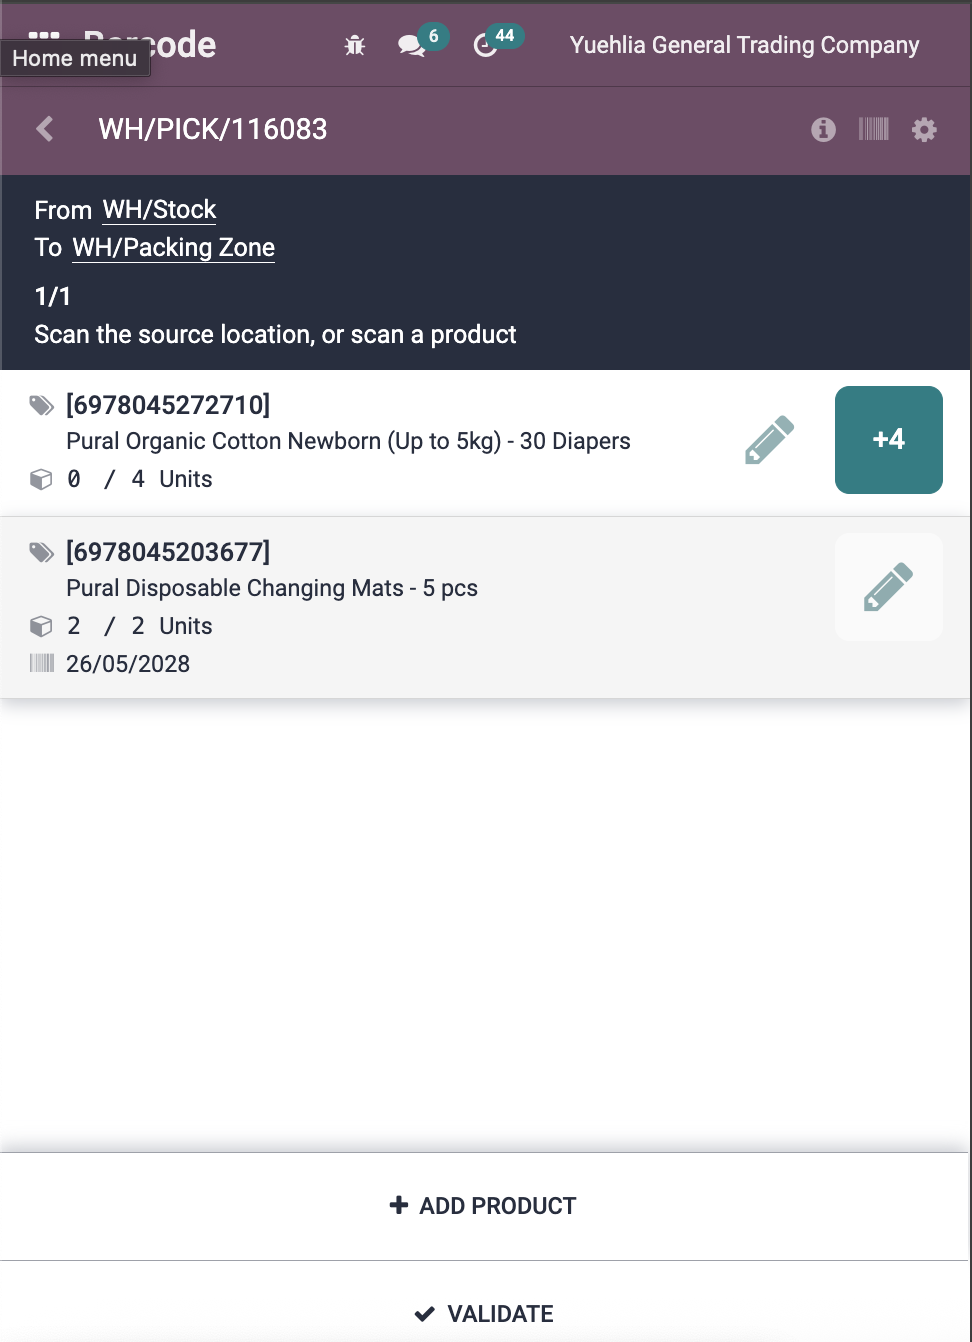 Home menu
6
44
Yuehlia General Trading Company
WH/PICK/116083
From WH/Stock
To WH/Packing Zone
1/1
Scan the source location, or scan a product
[6978045272710]
Pural Organic Cotton Newborn (Up to 5kg) - 30 Diapers
0 / 4 Units
+4
[6978045203677]
Pural Disposable Changing Mats - 5 pcs
2 / 2 Units
26/05/2028
ADD PRODUCT
VALIDATE